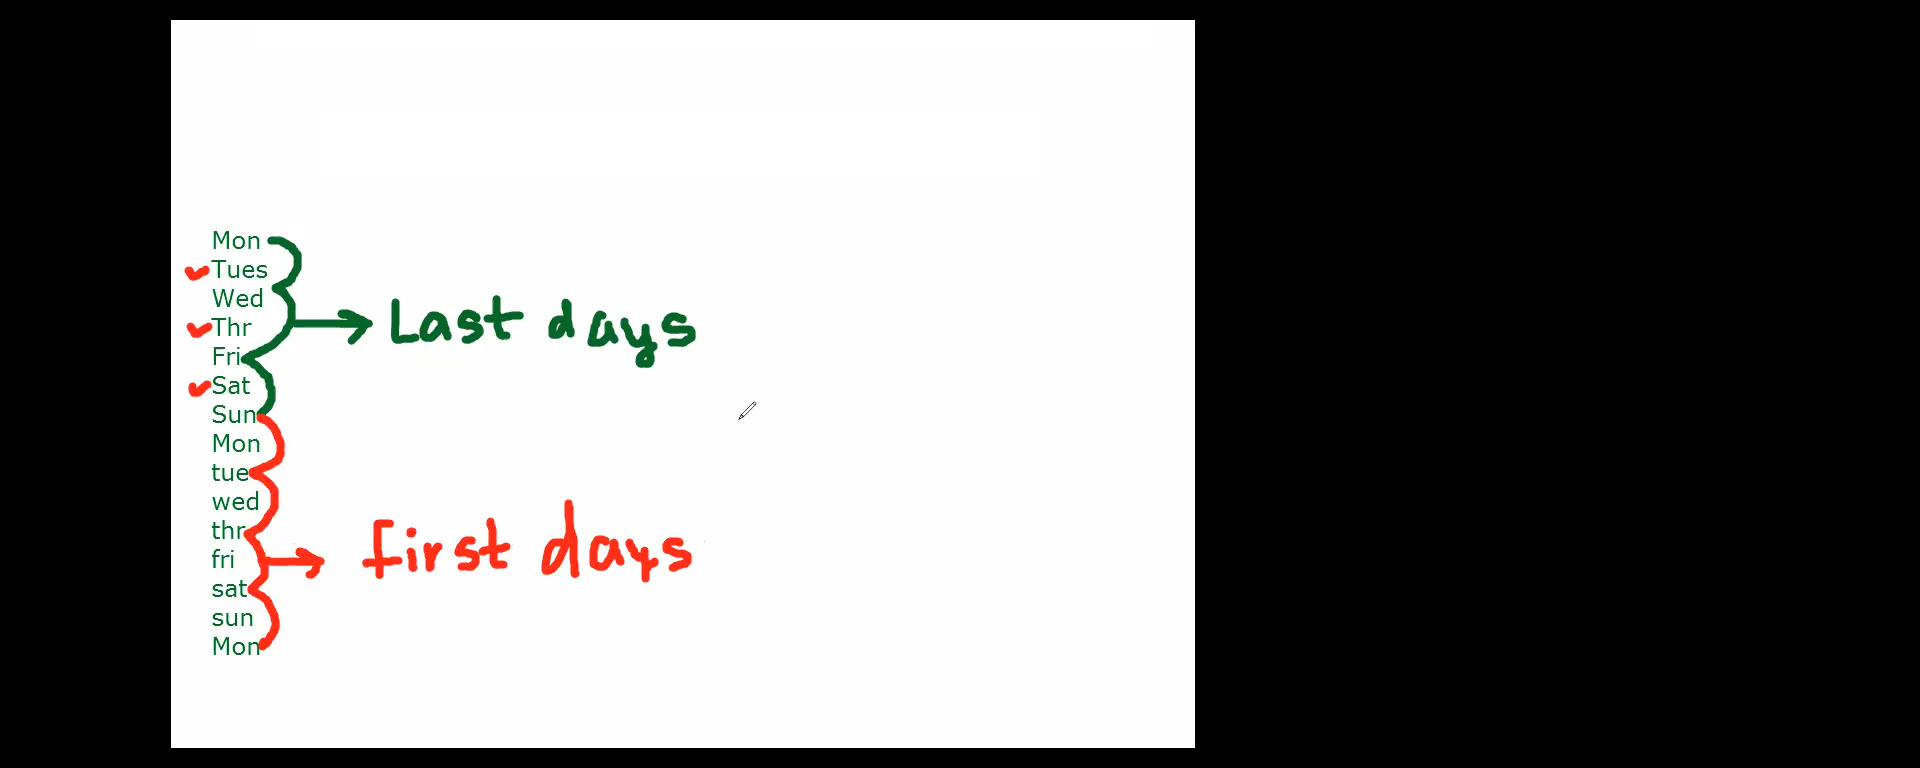 Mon
Tues
Wed
Thr
Fri
Sat
Sun
Mon
tue
wed
thr
fri
sat
sun
Mon
Last days
first days